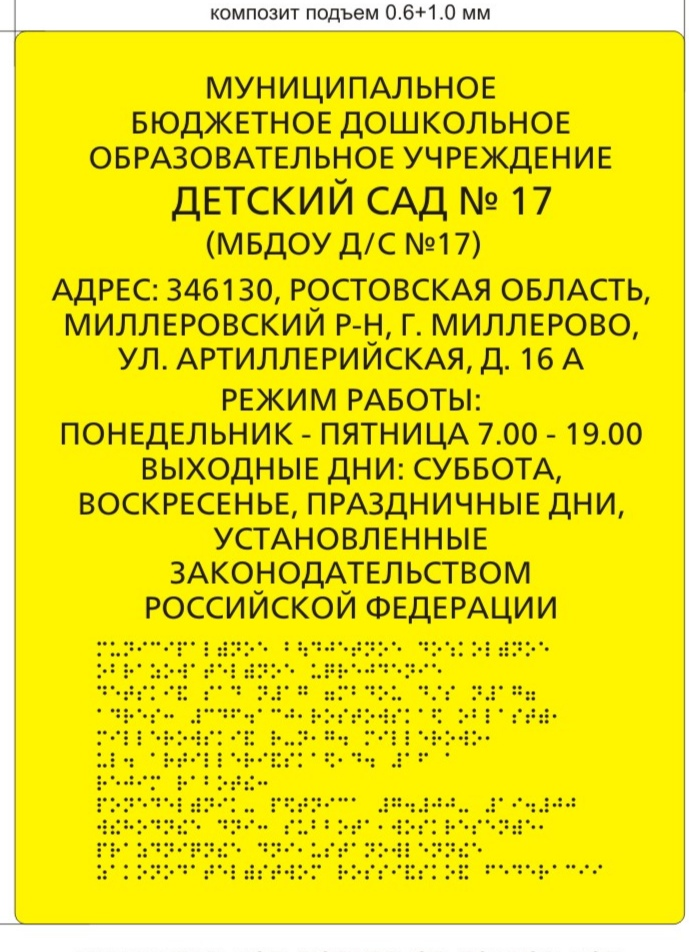 композит подъем 0.6+1.0 мм
МУНИЦИПАЛЬНОЕ
БЮДЖЕТНОЕ ДОШКОЛЬНОЕ
ОБРАЗОВАТЕЛЬНОЕ УЧРЕЖДЕНИЕ
ДЕТСКИЙ САД № 17
(МБДОУ Д/С №17)
АДРЕС: 346130, РОСТОВСКАЯ ОБЛАСТЬ,
МИЛЛЕРОВСКИЙ Р-Н, Г. МИЛЛЕРОВО,
УЛ. АРТИЛЛЕРИЙСКАЯ, Д. 16 А
РЕЖИМ РАБОТЫ:
ПОНЕДЕЛЬНИК - ПЯТНИЦА 7.00 - 19.00
ВЫХОДНЫЕ ДНИ: СУББОТА,
ВОСКРЕСЕНЬЕ, ПРАЗДНИЧНЫЕ ДНИ,
УСТАНОВЛЕННЫЕ
ЗАКОНОДАТЕЛЬСТВОМ
РОССИЙСКОЙ ФЕДЕРАЦИИ